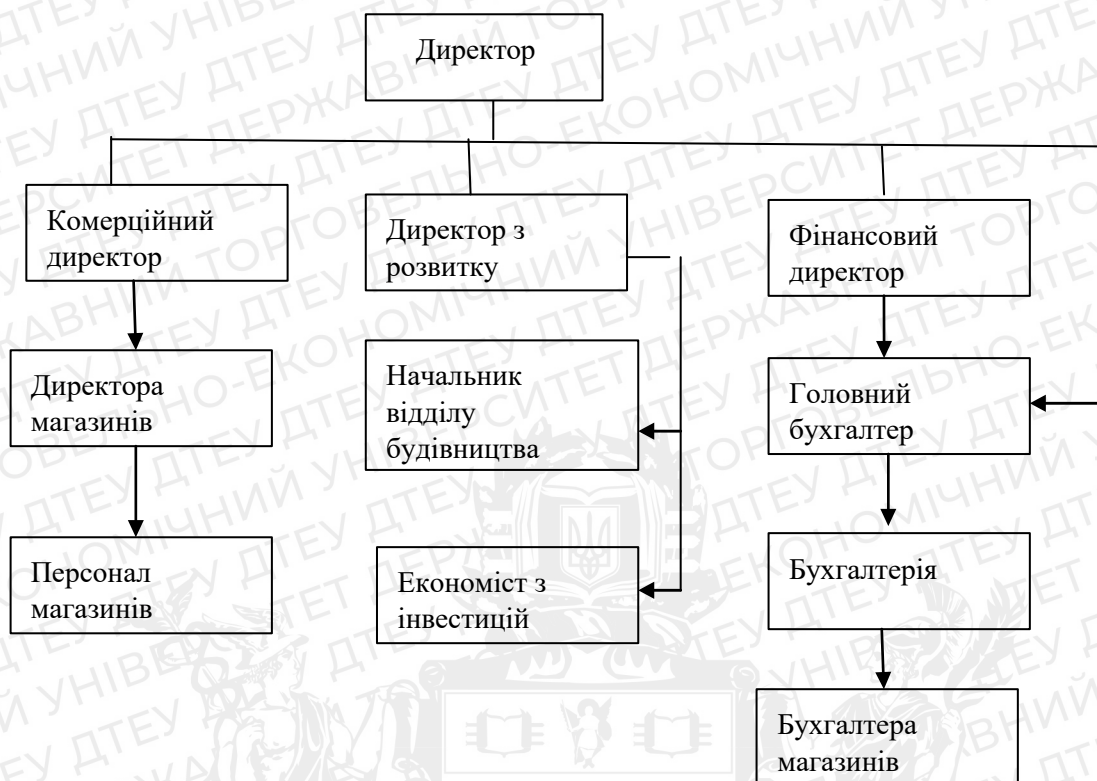 Директор
Комерційний
директор
Директор з
розвитку
Фінансовий
директор
Директора
магазинів
Начальник
відділу
будівництва
Головний
бухгалтер
Персонал
магазинів
Економіст з
інвестицій
Бухгалтерія
Бухгалтера
магазинів